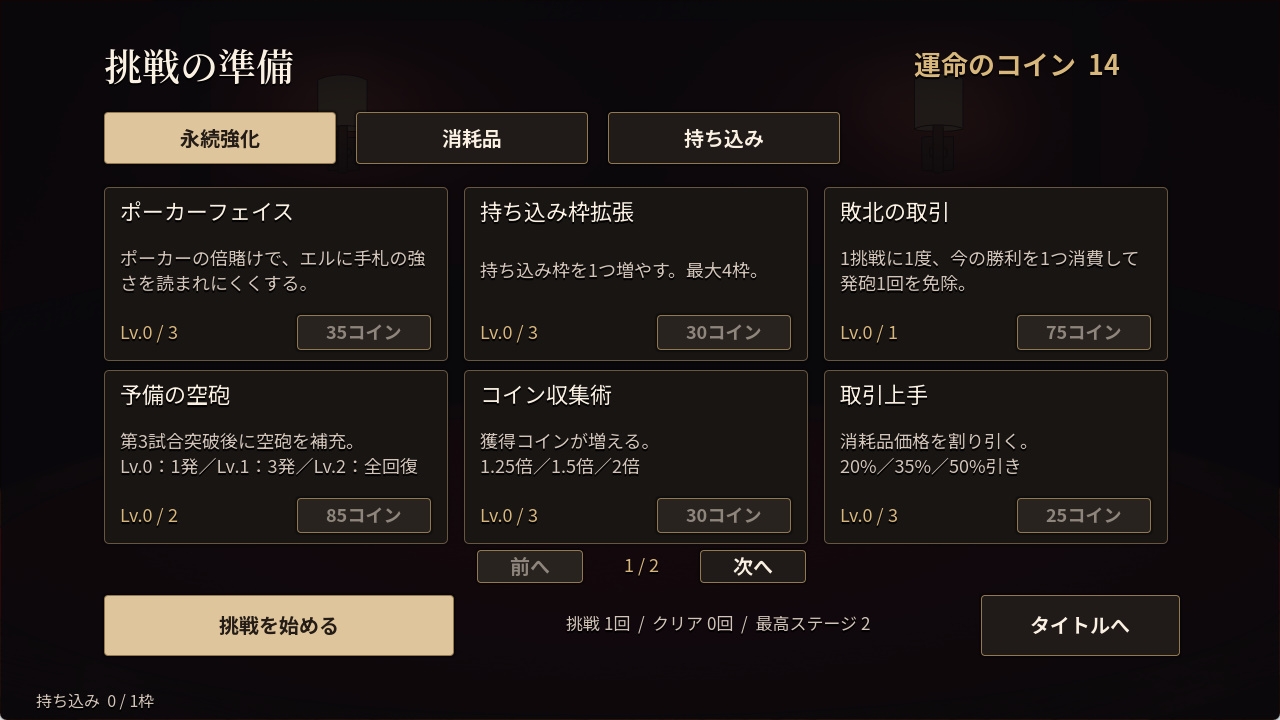 挑戦の準備
運命のコイン 14
永続強化
消耗品
持ち込み
ポーカーフェイス
ポーカーの倍賭けで、エルに手札の強
さを読まれにくくする。
Lv.0 / 3
35コイン
持ち込み枠拡張
持ち込み枠を1つ増やす。最大4枠。
Lv.0 / 3
30コイン
敗北の取引
1挑戦に1度、今の勝利を1つ消費して
発砲1回を免除。
Lv.0 / 1
75コイン
予備の空砲
第3試合突破後に空砲を補充。
Lv.0：1発／Lv.1：3発／Lv.2：全回復
Lv.0 / 2
85コイン
コイン収集術
獲得コインが増える。
1.25倍／1.5倍／2倍
Lv.0 / 3
30コイン
取引上手
消耗品価格を割り引く。
20%／35%／50%引き
Lv.0 / 3
25コイン
前へ
1 / 2
次へ
挑戦を始める
挑戦 1回 / クリア 0回 / 最高ステージ 2
タイトルへ
持ち込み 0 / 1枠